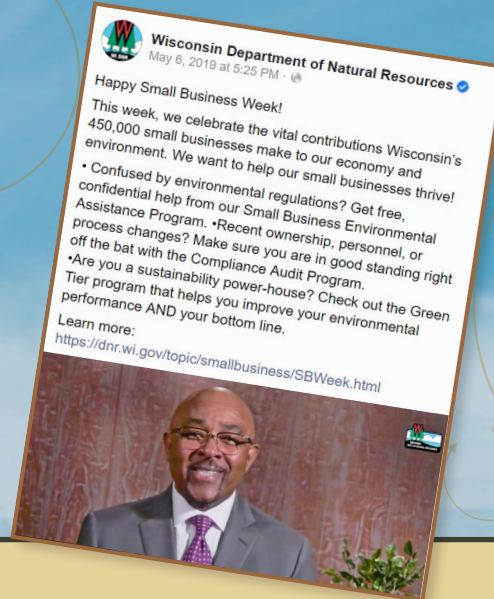 Wisconsin Department of Natural Resources
May 6, 2019 at 5:25 PM ·
Happy Small Business Week!
This week, we celebrate the vital contributions Wisconsin's
450,000 small businesses make to our economy and
environment. We want to help our small businesses thrive!
• Confused by environmental regulations? Get free,
confidential help from our Small Business Environmental
Assistance Program. •Recent ownership, personnel, or
process changes? Make sure you are in good standing right
off the bat with the Compliance Audit Program.
•Are you a sustainability power-house? Check out the Green
Tier program that helps you improve your environmental
performance AND your bottom line.
Learn more:
https://dnr.wi.gov/topic/smallbusiness/SBWeek.html